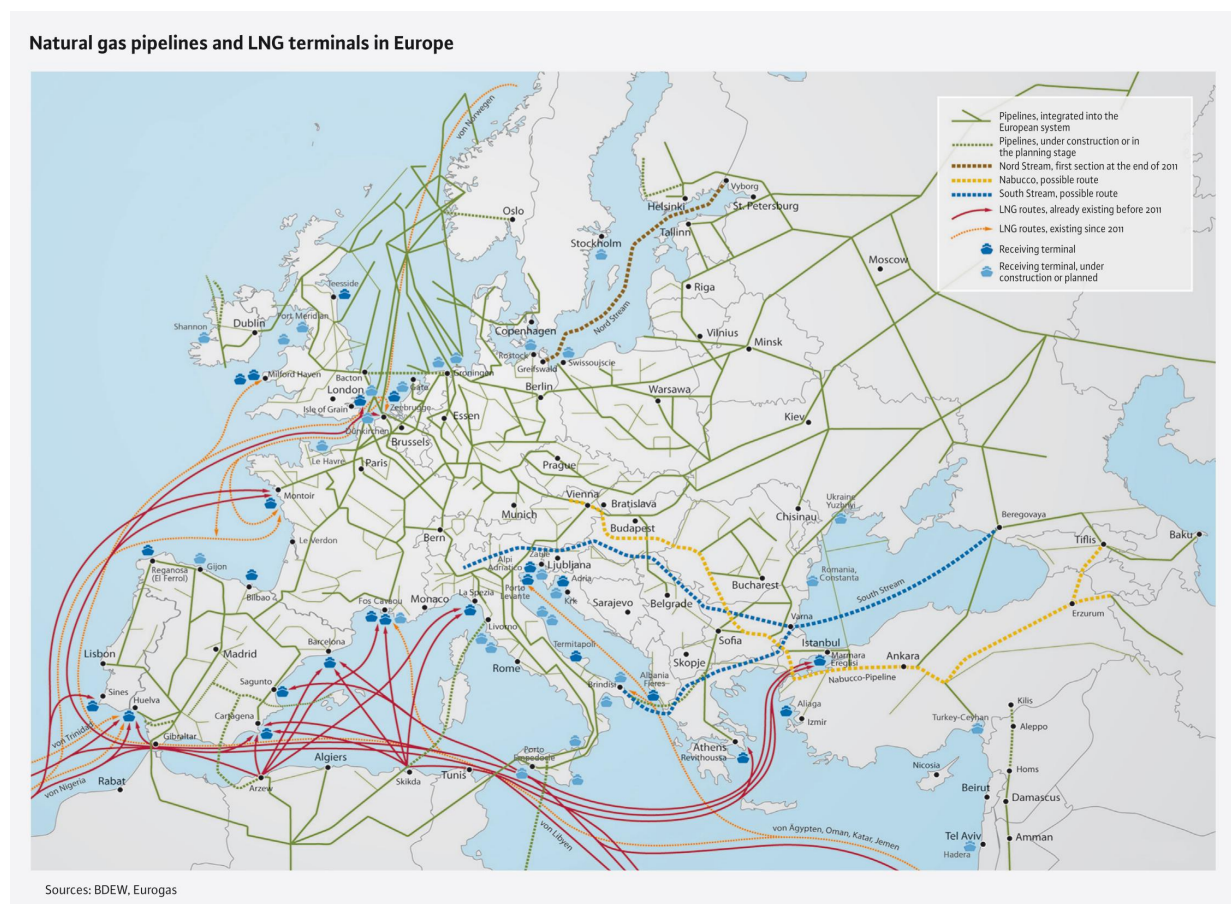 Natural gas pipelines and LNG terminals in Europe
Pipelines, integrated into the
European system
Pipelines, under construction or in
the planning stage
Nord Stream, first section at the end of 2011
Nabucco, possible route
South Stream, possible route
LNG routes, already existing before 2011
LNG routes, existing since 2011
Receiving terminal
Receiving terminal, under
construction or planned
von Norwegen
Vyborg
Helsinki
St. Petersburg
Oslo
Stockholm
Tallinn
Moscow
Riga
Nord Stream
Teesside
Shannon
Dublin
Port Meridian
Copenhagen
Vilnius
Minsk
Rostock
Greifswald
Swissoujscie
Milford Haven
Bacton
Groningen
Berlin
Warsawa
London
Isle of Grain
Zeebrugge
Essen
Kiev
Dünkirchen
Brussels
Le Havre
Paris
Prague
Montoir
Vienna
Bratislava
Munich
Budapest
Chisinau
Ukraine
Yuzhnyi
Beregovaya
Bern
Le Verdon
Tiflis
Baku
Reganosa
(El Ferrol)
Gijon
Bilbao
Alpi
Adriatico
Zaule
Ljubljana
Porto
Levante
Adria
Krk
Romania,
Constanta
Bucharest
South Stream
Fos Cavaou
Monaco
La Spezia
Livorno
Sarajevo
Belgrade
Varna
Erzurum
Lisbon
Madrid
Barcelona
Termitapoli
Sofia
Istanbul
Marmara
Ereglisi
Ankara
Nabucco-Pipeline
Rome
Skopje
Sines
Huelva
Sagunto
Brindisi
Albania
Fieres
Cartagena
Aliaga
Izmir
Turkey-Ceyhan
Kilis
Aleppo
von Trinidad
Gibraltar
Athens
Revithoussa
Porto
Empedocle
Nicosia
Homs
Algiers
Skikda
Tunis
Arzew
Rabat
von Nigeria
Beirut
Damascus
von Libyen
von Ägypten, Oman, Katar, Jemen
Tel Aviv
Hadera
Amman
Sources: BDEW, Eurogas